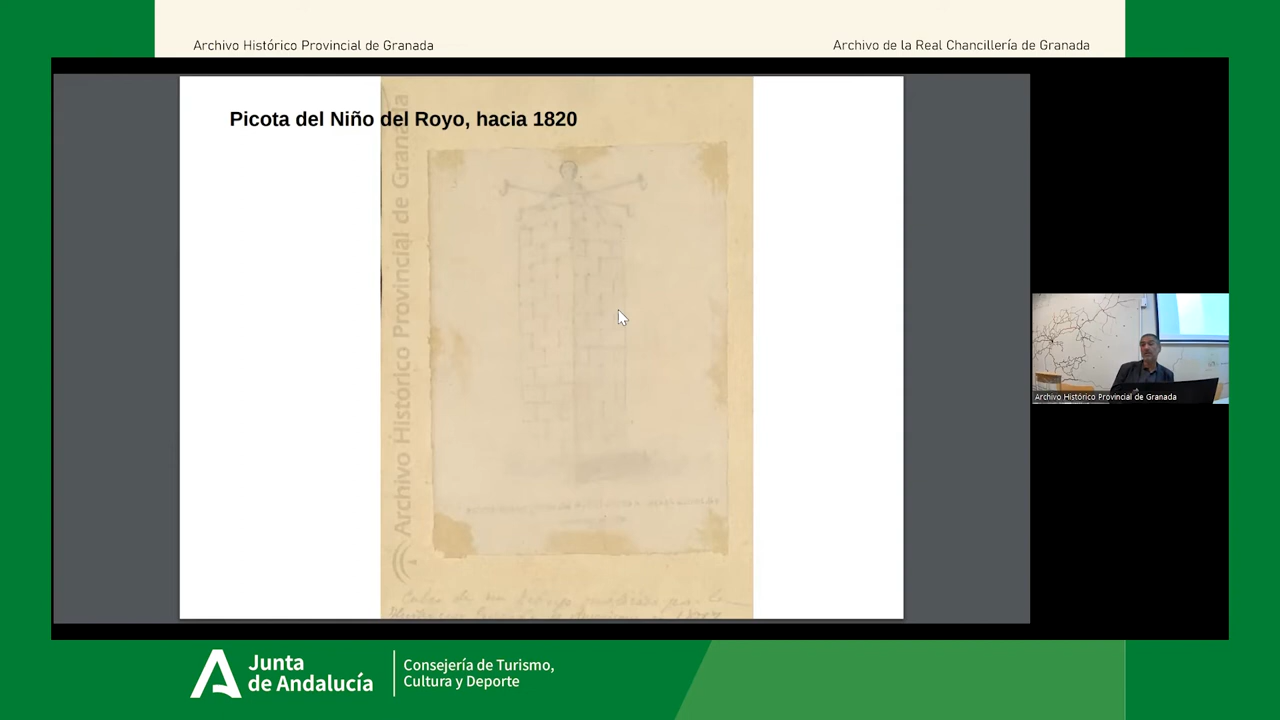 Archivo Histórico Provincial de Granada
Archivo de la Real Chancillería de Granada
Picota del Niño del Royo, hacia 1820
Archivo Histórico Provincial de Granada
Archivo Histórico Provincial de Granada
Junta
de Andalucía
Consejería de Turismo,
Cultura y Deporte